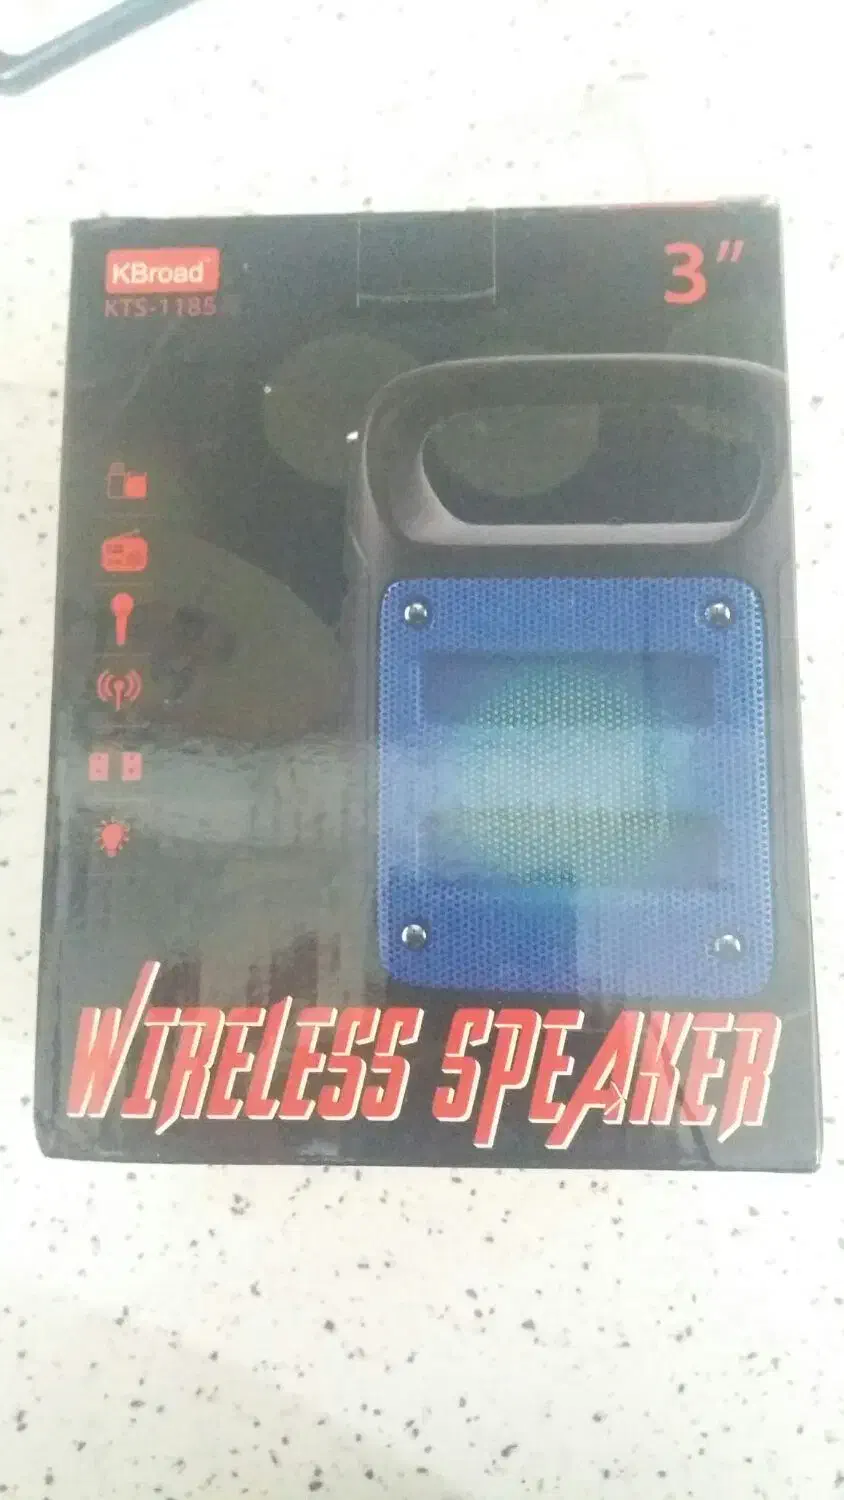 KBroad
KTS-1185
3"
WIRELESS SPEAKER